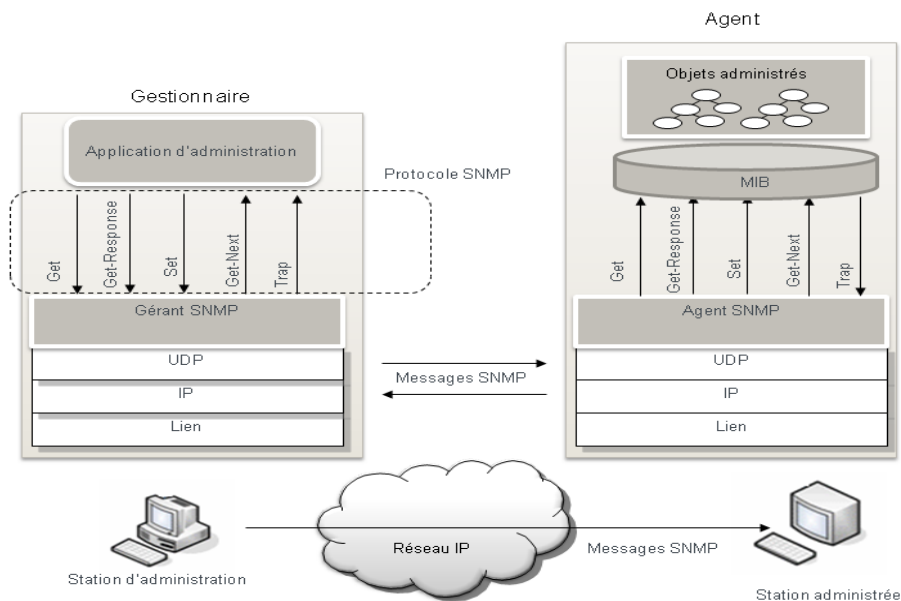 Agent
Objets administrés
Gestionnaire
Application d'administration
Protocole SNMP
MIB
Get
Get-Response
Set
Get-Next
Trap
Get
Get-Response
Set
Get-Next
Trap
Gérant SNMP
Agent SNMP
UDP
UDP
Messages SNMP
IP
IP
Lien
Lien
Réseau IP
Messages SNMP
Station d'administration
Station administrée